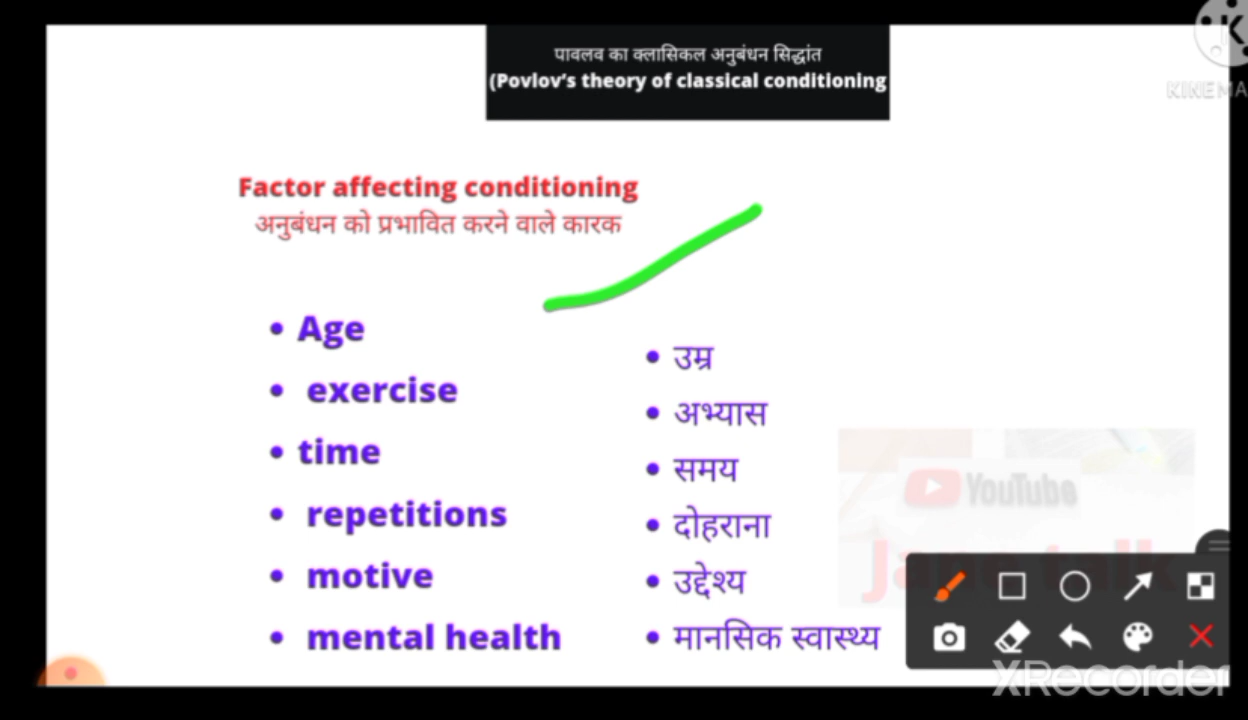 पावलव का क्लासिकल अनुबंधन सिद्धांत
(Povlov's theory of classical conditioning
KINEMA
Factor affecting conditioning
अनुबंधन को प्रभावित करने वाले कारक
• Age
• exercise
• time
• repetitions
• motive
• mental health
• उम्र
• अभ्यास
• समय
• दोहराना
• उद्देश्य
• मानसिक स्वास्थ्य
YouTube
XRecorder